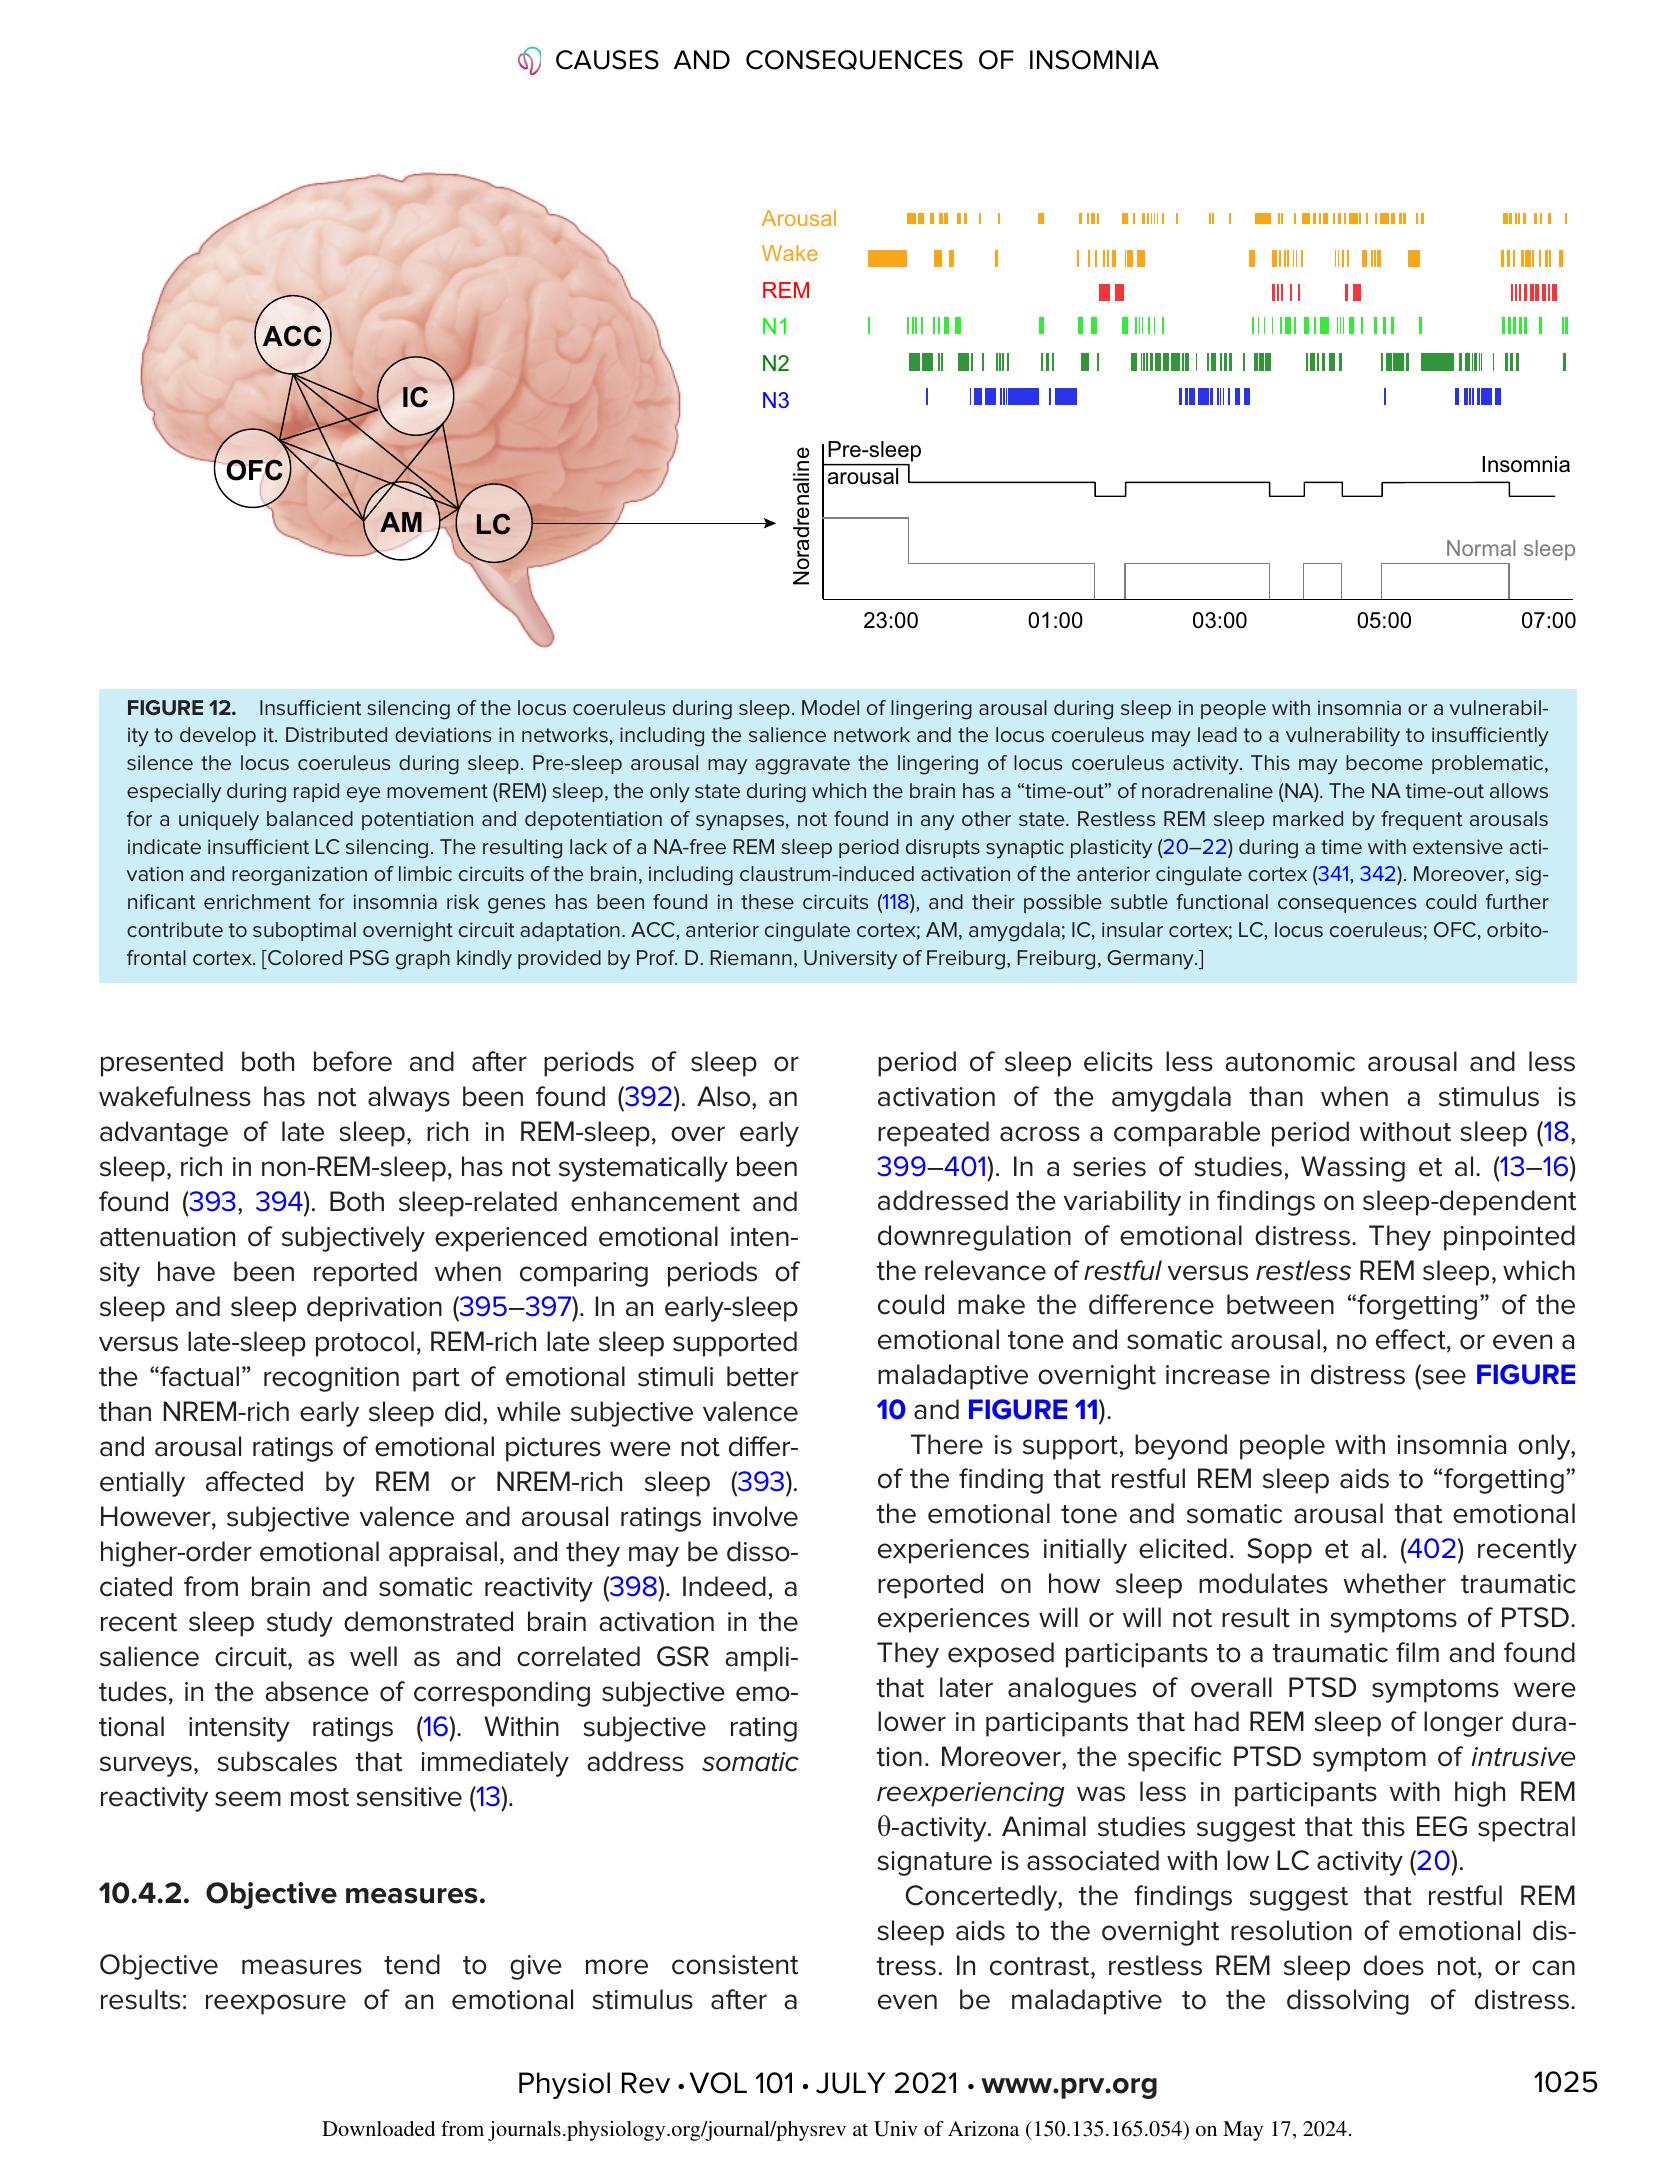 CAUSES AND CONSEQUENCES OF INSOMNIA
ACC
IC
OFC
AM
LC
Arousal
Wake
REM
N1
N2
N3
Noradrenaline
Pre-sleep
arousal
Insomnia
Normal sleep
23:00 01:00 03:00 05:00 07:00
FIGURE 12. Insufficient silencing of the locus coeruleus during sleep. Model of lingering arousal during sleep in people with insomnia or a vulnerabil-
ity to develop it. Distributed deviations in networks, including the salience network and the locus coeruleus may lead to a vulnerability to insufficiently
silence the locus coeruleus during sleep. Pre-sleep arousal may aggravate the lingering of locus coeruleus activity. This may become problematic,
especially during rapid eye movement (REM) sleep, the only state during which the brain has a “time-out” of noradrenaline (NA). The NA time-out allows
for a uniquely balanced potentiation and depotentiation of synapses, not found in any other state. Restless REM sleep marked by frequent arousals
indicate insufficient LC silencing. The resulting lack of a NA-free REM sleep period disrupts synaptic plasticity (20–22) during a time with extensive acti-
vation and reorganization of limbic circuits of the brain, including claustrum-induced activation of the anterior cingulate cortex (341, 342). Moreover, sig-
nificant enrichment for insomnia risk genes has been found in these circuits (118), and their possible subtle functional consequences could further
contribute to suboptimal overnight circuit adaptation. ACC, anterior cingulate cortex; AM, amygdala; IC, insular cortex; LC, locus coeruleus; OFC, orbito-
frontal cortex. [Colored PSG graph kindly provided by Prof. D. Riemann, University of Freiburg, Freiburg, Germany.]
presented both before and after periods of sleep or
wakefulness has not always been found (392). Also, an
advantage of late sleep, rich in REM-sleep, over early
sleep, rich in non-REM-sleep, has not systematically been
found (393, 394). Both sleep-related enhancement and
attenuation of subjectively experienced emotional inten-
sity have been reported when comparing periods of
sleep and sleep deprivation (395–397). In an early-sleep
versus late-sleep protocol, REM-rich late sleep supported
the “factual” recognition part of emotional stimuli better
than NREM-rich early sleep did, while subjective valence
and arousal ratings of emotional pictures were not differ-
entially affected by REM or NREM-rich sleep (393).
However, subjective valence and arousal ratings involve
higher-order emotional appraisal, and they may be disso-
ciated from brain and somatic reactivity (398). Indeed, a
recent sleep study demonstrated brain activation in the
salience circuit, as well as and correlated GSR ampli-
tudes, in the absence of corresponding subjective emo-
tional intensity ratings (16). Within subjective rating
surveys, subscales that immediately address somatic
reactivity seem most sensitive (13).
10.4.2. Objective measures.
Objective measures tend to give more consistent
results: reexposure of an emotional stimulus after a
period of sleep elicits less autonomic arousal and less
activation of the amygdala than when a stimulus is
repeated across a comparable period without sleep (18,
399–401). In a series of studies, Wassing et al. (13–16)
addressed the variability in findings on sleep-dependent
downregulation of emotional distress. They pinpointed
the relevance of restful versus restless REM sleep, which
could make the difference between “forgetting” of the
emotional tone and somatic arousal, no effect, or even a
maladaptive overnight increase in distress (see FIGURE
10 and FIGURE 11).
There is support, beyond people with insomnia only,
of the finding that restful REM sleep aids to “forgetting”
the emotional tone and somatic arousal that emotional
experiences initially elicited. Sopp et al. (402) recently
reported on how sleep modulates whether traumatic
experiences will or will not result in symptoms of PTSD.
They exposed participants to a traumatic film and found
that later analogues of overall PTSD symptoms were
lower in participants that had REM sleep of longer dura-
tion. Moreover, the specific PTSD symptom of intrusive
reexperiencing was less in participants with high REM
θ-activity. Animal studies suggest that this EEG spectral
signature is associated with low LC activity (20).
Concertedly, the findings suggest that restful REM
sleep aids to the overnight resolution of emotional dis-
tress. In contrast, restless REM sleep does not, or can
even be maladaptive to the dissolving of distress.
Physiol Rev • VOL 101 • JULY 2021 • www.prv.org 1025
Downloaded from journals.physiology.org/journal/physrev at Univ of Arizona (150.135.165.054) on May 17, 2024.